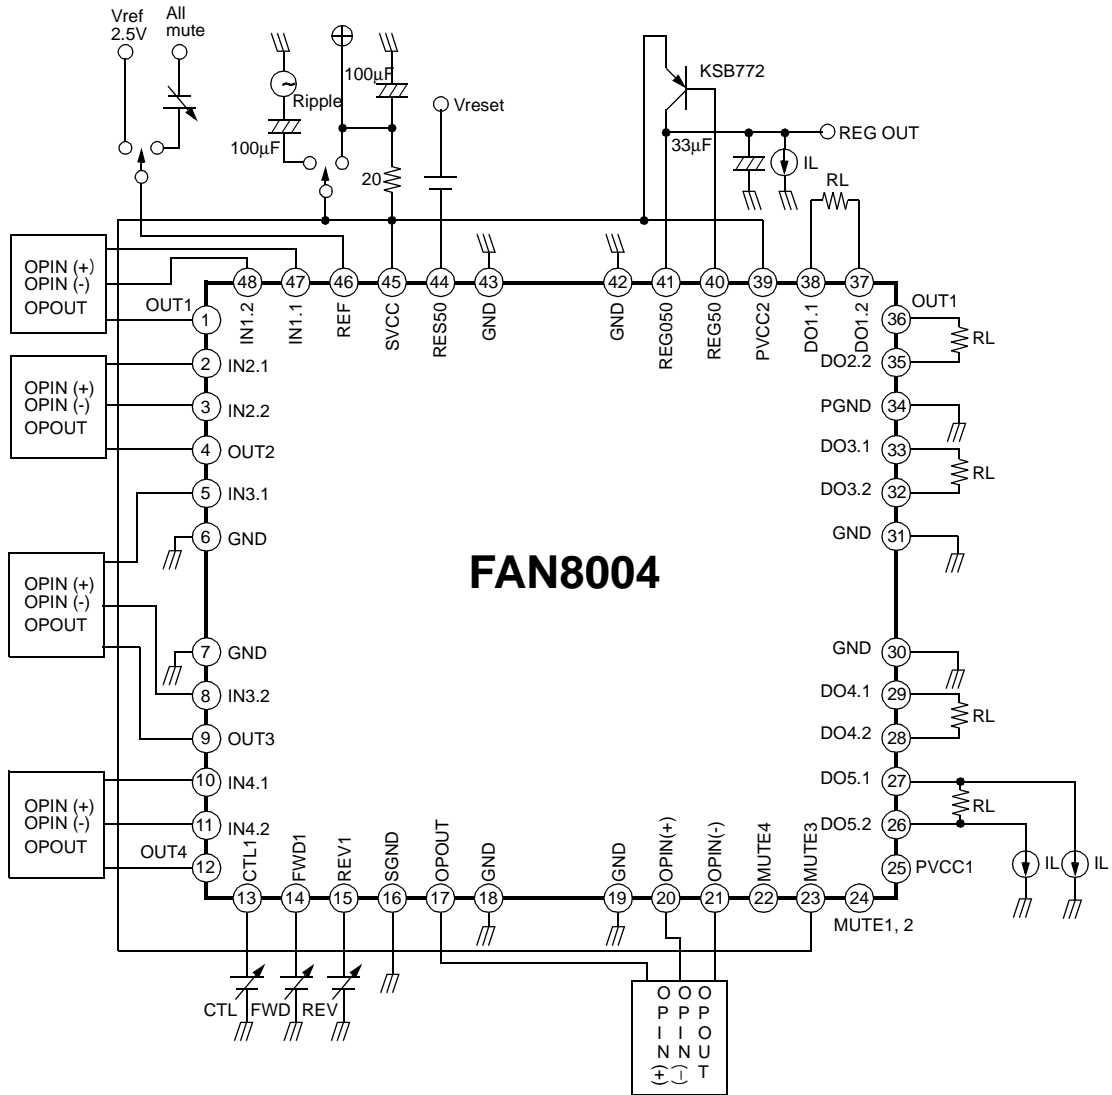 Vref
2.5V
All
mute
Ripple
100µF
100µF
20
Vreset
KSB772
33µF
REG OUT
IL
RL
OPIN (+)
OPIN (-)
OPOUT
OUT1
48
47
46
45
44
43
42
41
40
39
38
37
IN1.2
IN1.1
REF
SVCC
RES50
GND
GND
REG050
REG50
PVCC2
DO1.1
DO1.2
OUT1
1
36
RL
OPIN (+)
OPIN (-)
OPOUT
2
IN2.1
3
IN2.2
4
OUT2
DO2.2
35
PGND
34
DO3.1
33
RL
5
IN3.1
DO3.2
32
6
GND
GND
31
FAN8004
OPIN (+)
OPIN (-)
OPOUT
7
GND
GND
30
8
IN3.2
DO4.1
29
RL
9
OUT3
DO4.2
28
OPIN (+)
OPIN (-)
OPOUT
10
IN4.1
DO5.1
27
RL
11
IN4.2
DO5.2
26
OUT4
12
25
PVCC1
IL
IL
CTL1
FWD1
REV1
SGND
OPOUT
GND
GND
OPIN(+)
OPIN(-)
MUTE4
MUTE3
13
14
15
16
17
18
19
20
21
22
23
24
MUTE1, 2
CTL
FWD
REV
OPIN(+)
OPIN(-)
OPOUT